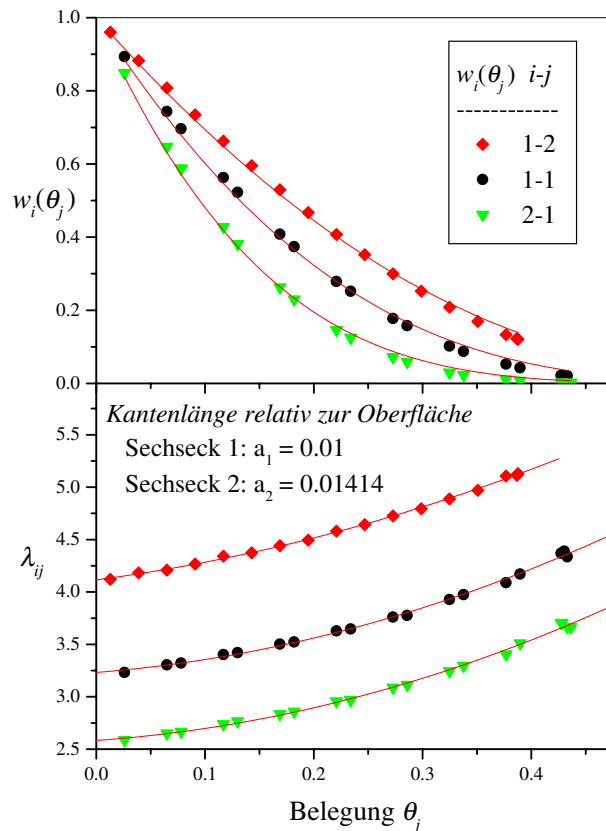 1.0
0.8
0.6
0.4
0.2
0.0
w_i(θ_j)
w_i(θ_j) i-j
-----------
1-2
1-1
2-1
Kantenlänge relativ zur Oberfläche
Sechseck 1: a_1 = 0.01
Sechseck 2: a_2 = 0.01414
5.5
5.0
4.5
4.0
3.5
3.0
2.5
λ_ij
0.0 0.1 0.2 0.3 0.4
Belegung θ_j